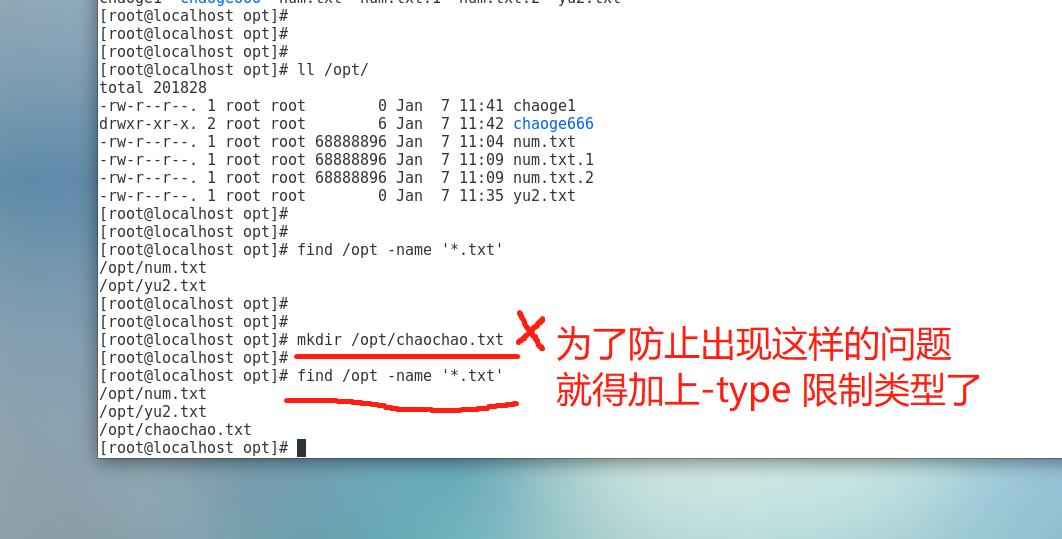 chaoge1 chaoge666 num.txt num.txt.1 num.txt.2 yu2.txt
[root@localhost opt]#
[root@localhost opt]#
[root@localhost opt]#
[root@localhost opt]# ll /opt/
total 201828
-rw-r--r--. 1 root root        0 Jan  7 11:41 chaoge1
drwxr-xr-x. 2 root root        6 Jan  7 11:42 chaoge666
-rw-r--r--. 1 root root 68888896 Jan  7 11:04 num.txt
-rw-r--r--. 1 root root 68888896 Jan  7 11:09 num.txt.1
-rw-r--r--. 1 root root 68888896 Jan  7 11:09 num.txt.2
-rw-r--r--. 1 root root        0 Jan  7 11:35 yu2.txt
[root@localhost opt]#
[root@localhost opt]#
[root@localhost opt]# find /opt -name '*.txt'
/opt/num.txt
/opt/yu2.txt
[root@localhost opt]#
[root@localhost opt]#
[root@localhost opt]# mkdir /opt/chaochao.txt
[root@localhost opt]#
[root@localhost opt]# find /opt -name '*.txt'
/opt/num.txt
/opt/yu2.txt
/opt/chaochao.txt
[root@localhost opt]#
为了防止出现这样的问题
就得加上-type 限制类型了